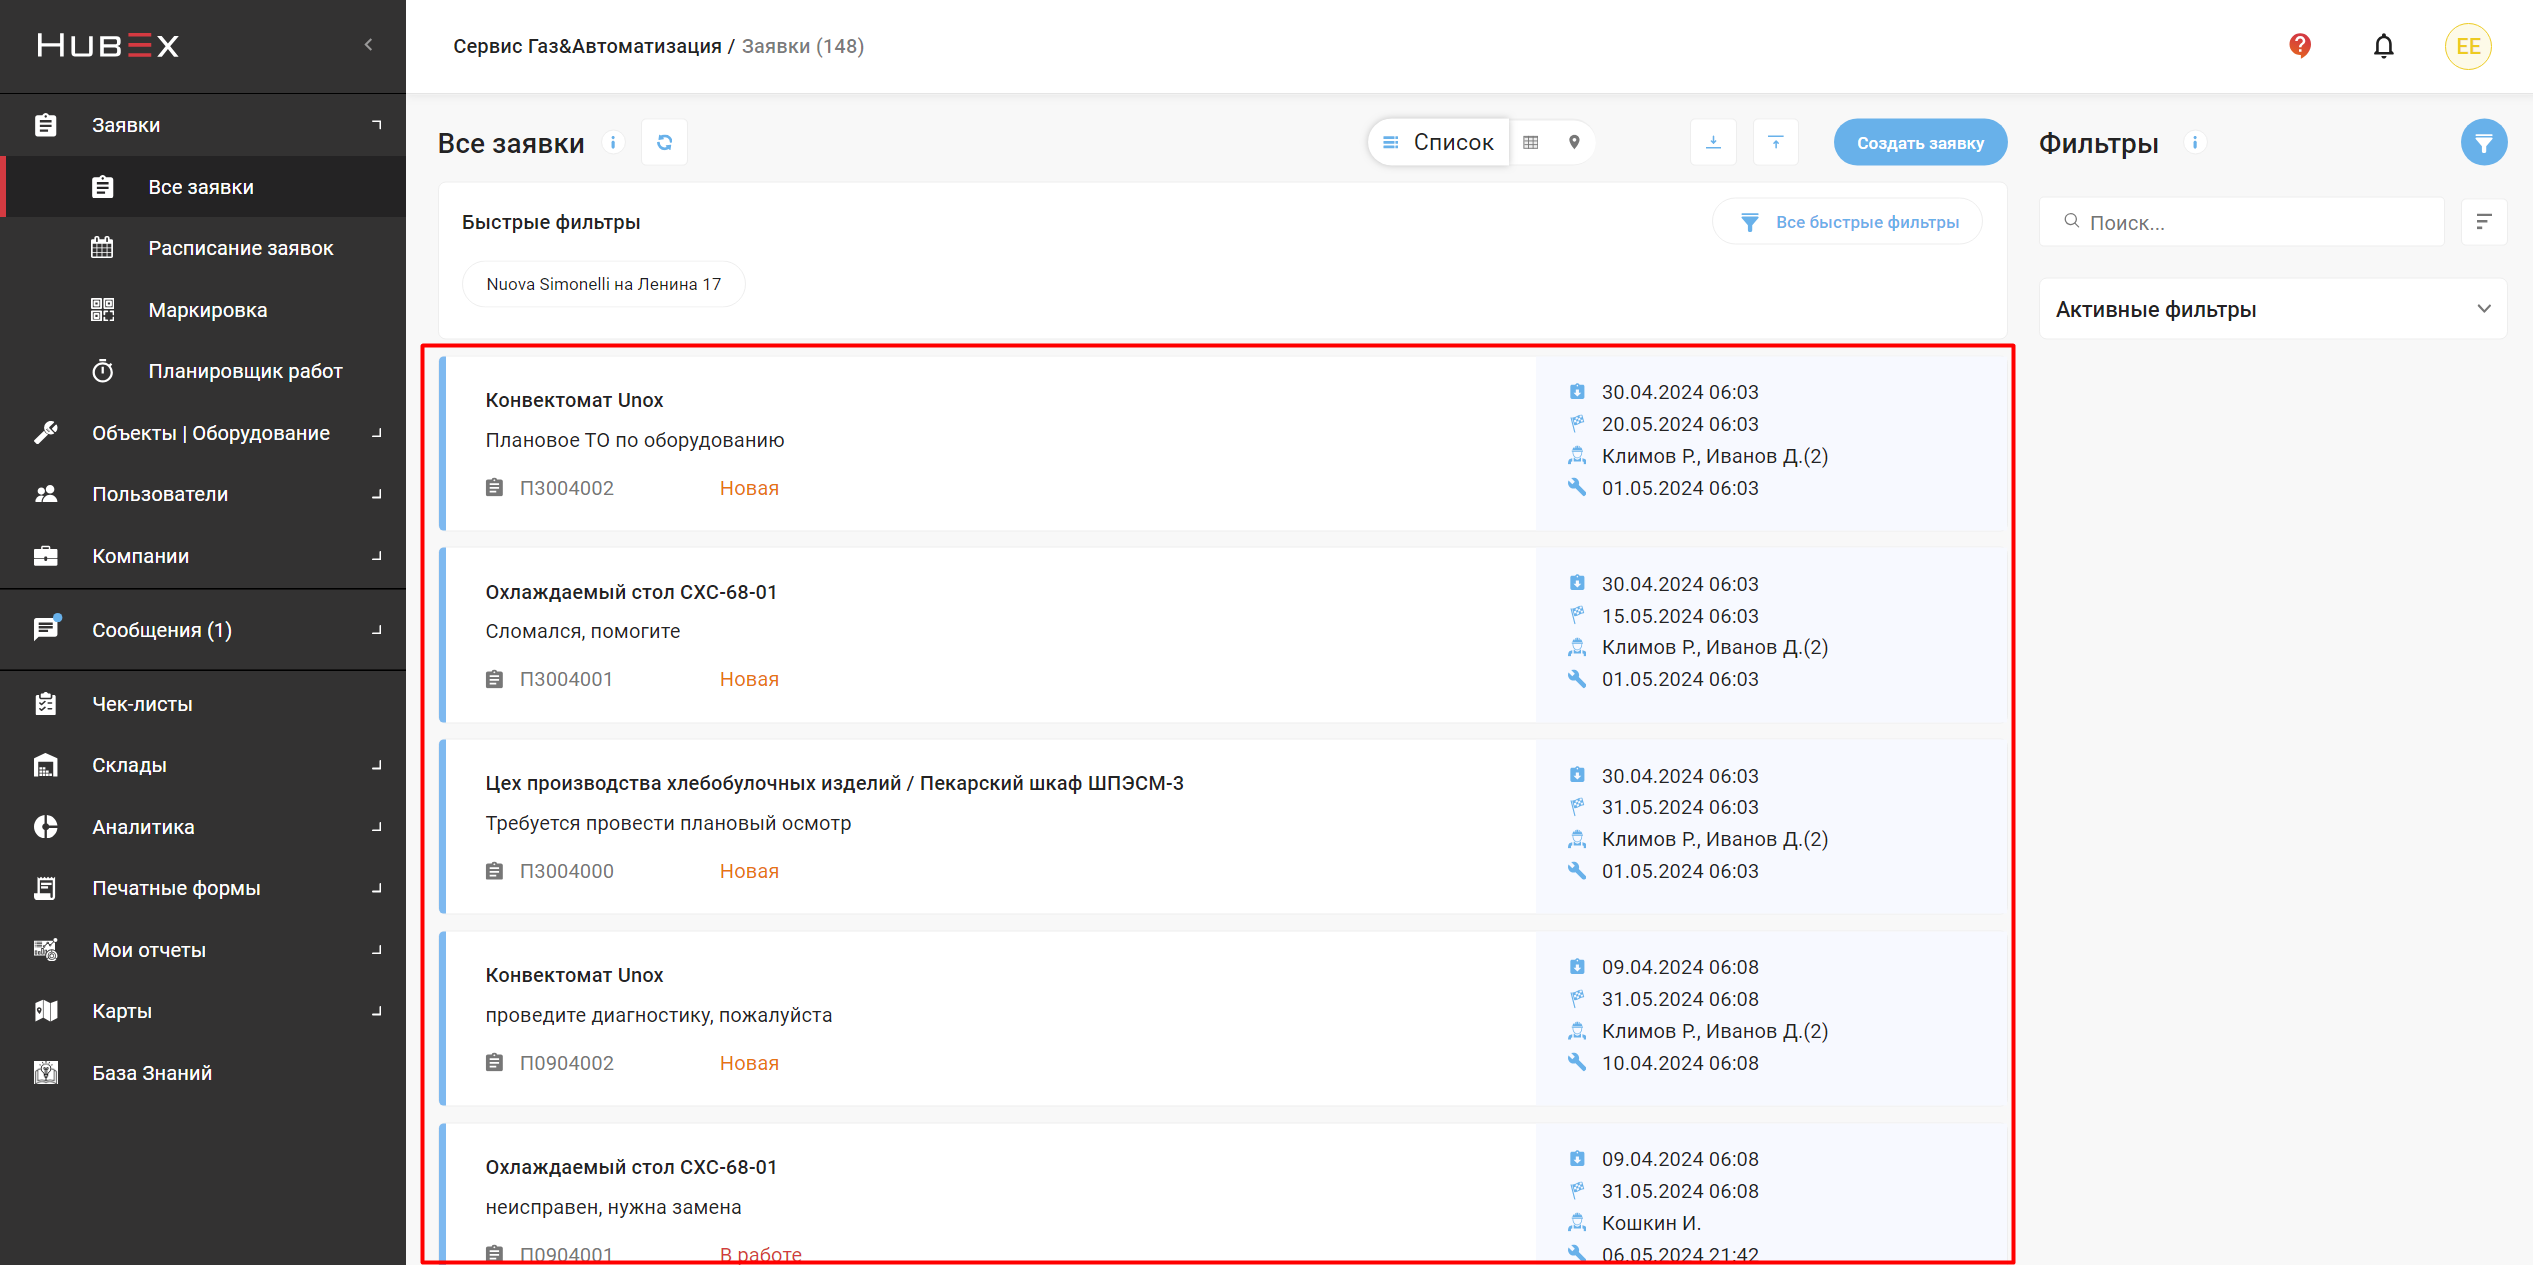 HUBEX
Заявки
Все заявки
Расписание заявок
Маркировка
Планировщик работ
Объекты | Оборудование
Пользователи
Компании
Сообщения (1)
Чек-листы
Склады
Аналитика
Печатные формы
Мои отчеты
Карты
База Знаний
Сервис Газ&Автоматизация / Заявки (148)
EE
Все заявки
Список
Создать заявку
Быстрые фильтры
Все быстрые фильтры
Nuova Simonelli на Ленина 17
Конвектомат Unox
Плановое ТО по оборудованию
П3004002 Новая
30.04.2024 06:03
20.05.2024 06:03
Климов Р., Иванов Д.(2)
01.05.2024 06:03
Охлаждаемый стол СХС-68-01
Сломался, помогите
П3004001 Новая
30.04.2024 06:03
15.05.2024 06:03
Климов Р., Иванов Д.(2)
01.05.2024 06:03
Цех производства хлебобулочных изделий / Пекарский шкаф ШПЭСМ-3
Требуется провести плановый осмотр
П3004000 Новая
30.04.2024 06:03
31.05.2024 06:03
Климов Р., Иванов Д.(2)
01.05.2024 06:03
Конвектомат Unox
проведите диагностику, пожалуйста
П0904002 Новая
09.04.2024 06:08
31.05.2024 06:08
Климов Р., Иванов Д.(2)
10.04.2024 06:08
Охлаждаемый стол СХС-68-01
неисправен, нужна замена
П0904001 В работе
09.04.2024 06:08
31.05.2024 06:08
Кошкин И.
06.05.2024 21:42
Фильтры
Поиск...
Активные фильтры